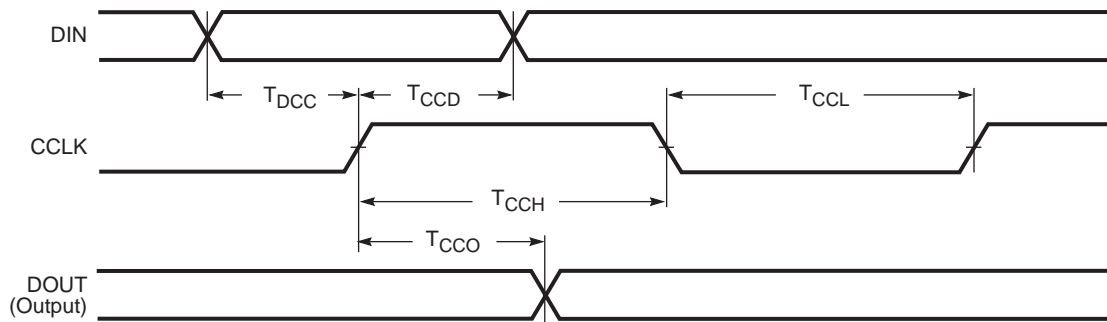 DIN
TDCC
TCCD
TCCL
CCLK
TCCH
TCCO
DOUT
(Output)